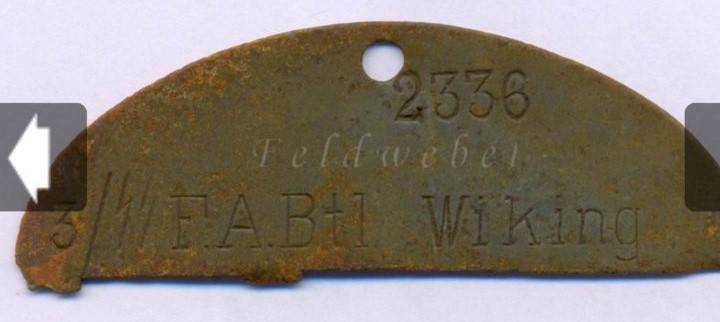 2336
Feldwebel
3/ᛋᛋ F.A.Btl Wiking